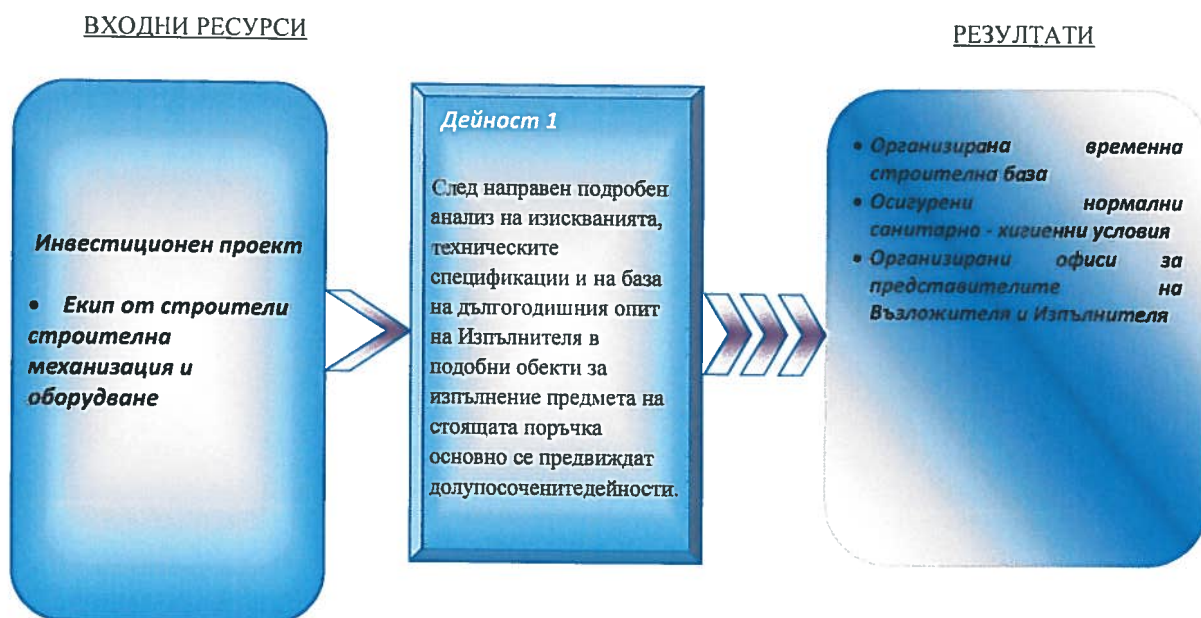 ВХОДНИ РЕСУРСИ
Инвестиционен проект
• Екип от строители
строителна
механизация и
оборудване
Дейност 1
След направен подробен
анализ на изискванията,
техническите
спецификации и на база
на дългогодишния опит
на Изпълнителя в
подобни обекти за
изпълнение предмета на
стоящата поръчка
основно се предвиждат
долупосоченитедейности.
РЕЗУЛТАТИ
• Организирана временна
строителна база
• Осигурени нормални
санитарно - хигиенни условия
• Организирани офиси за
представителите на
Възложителя и Изпълнителя